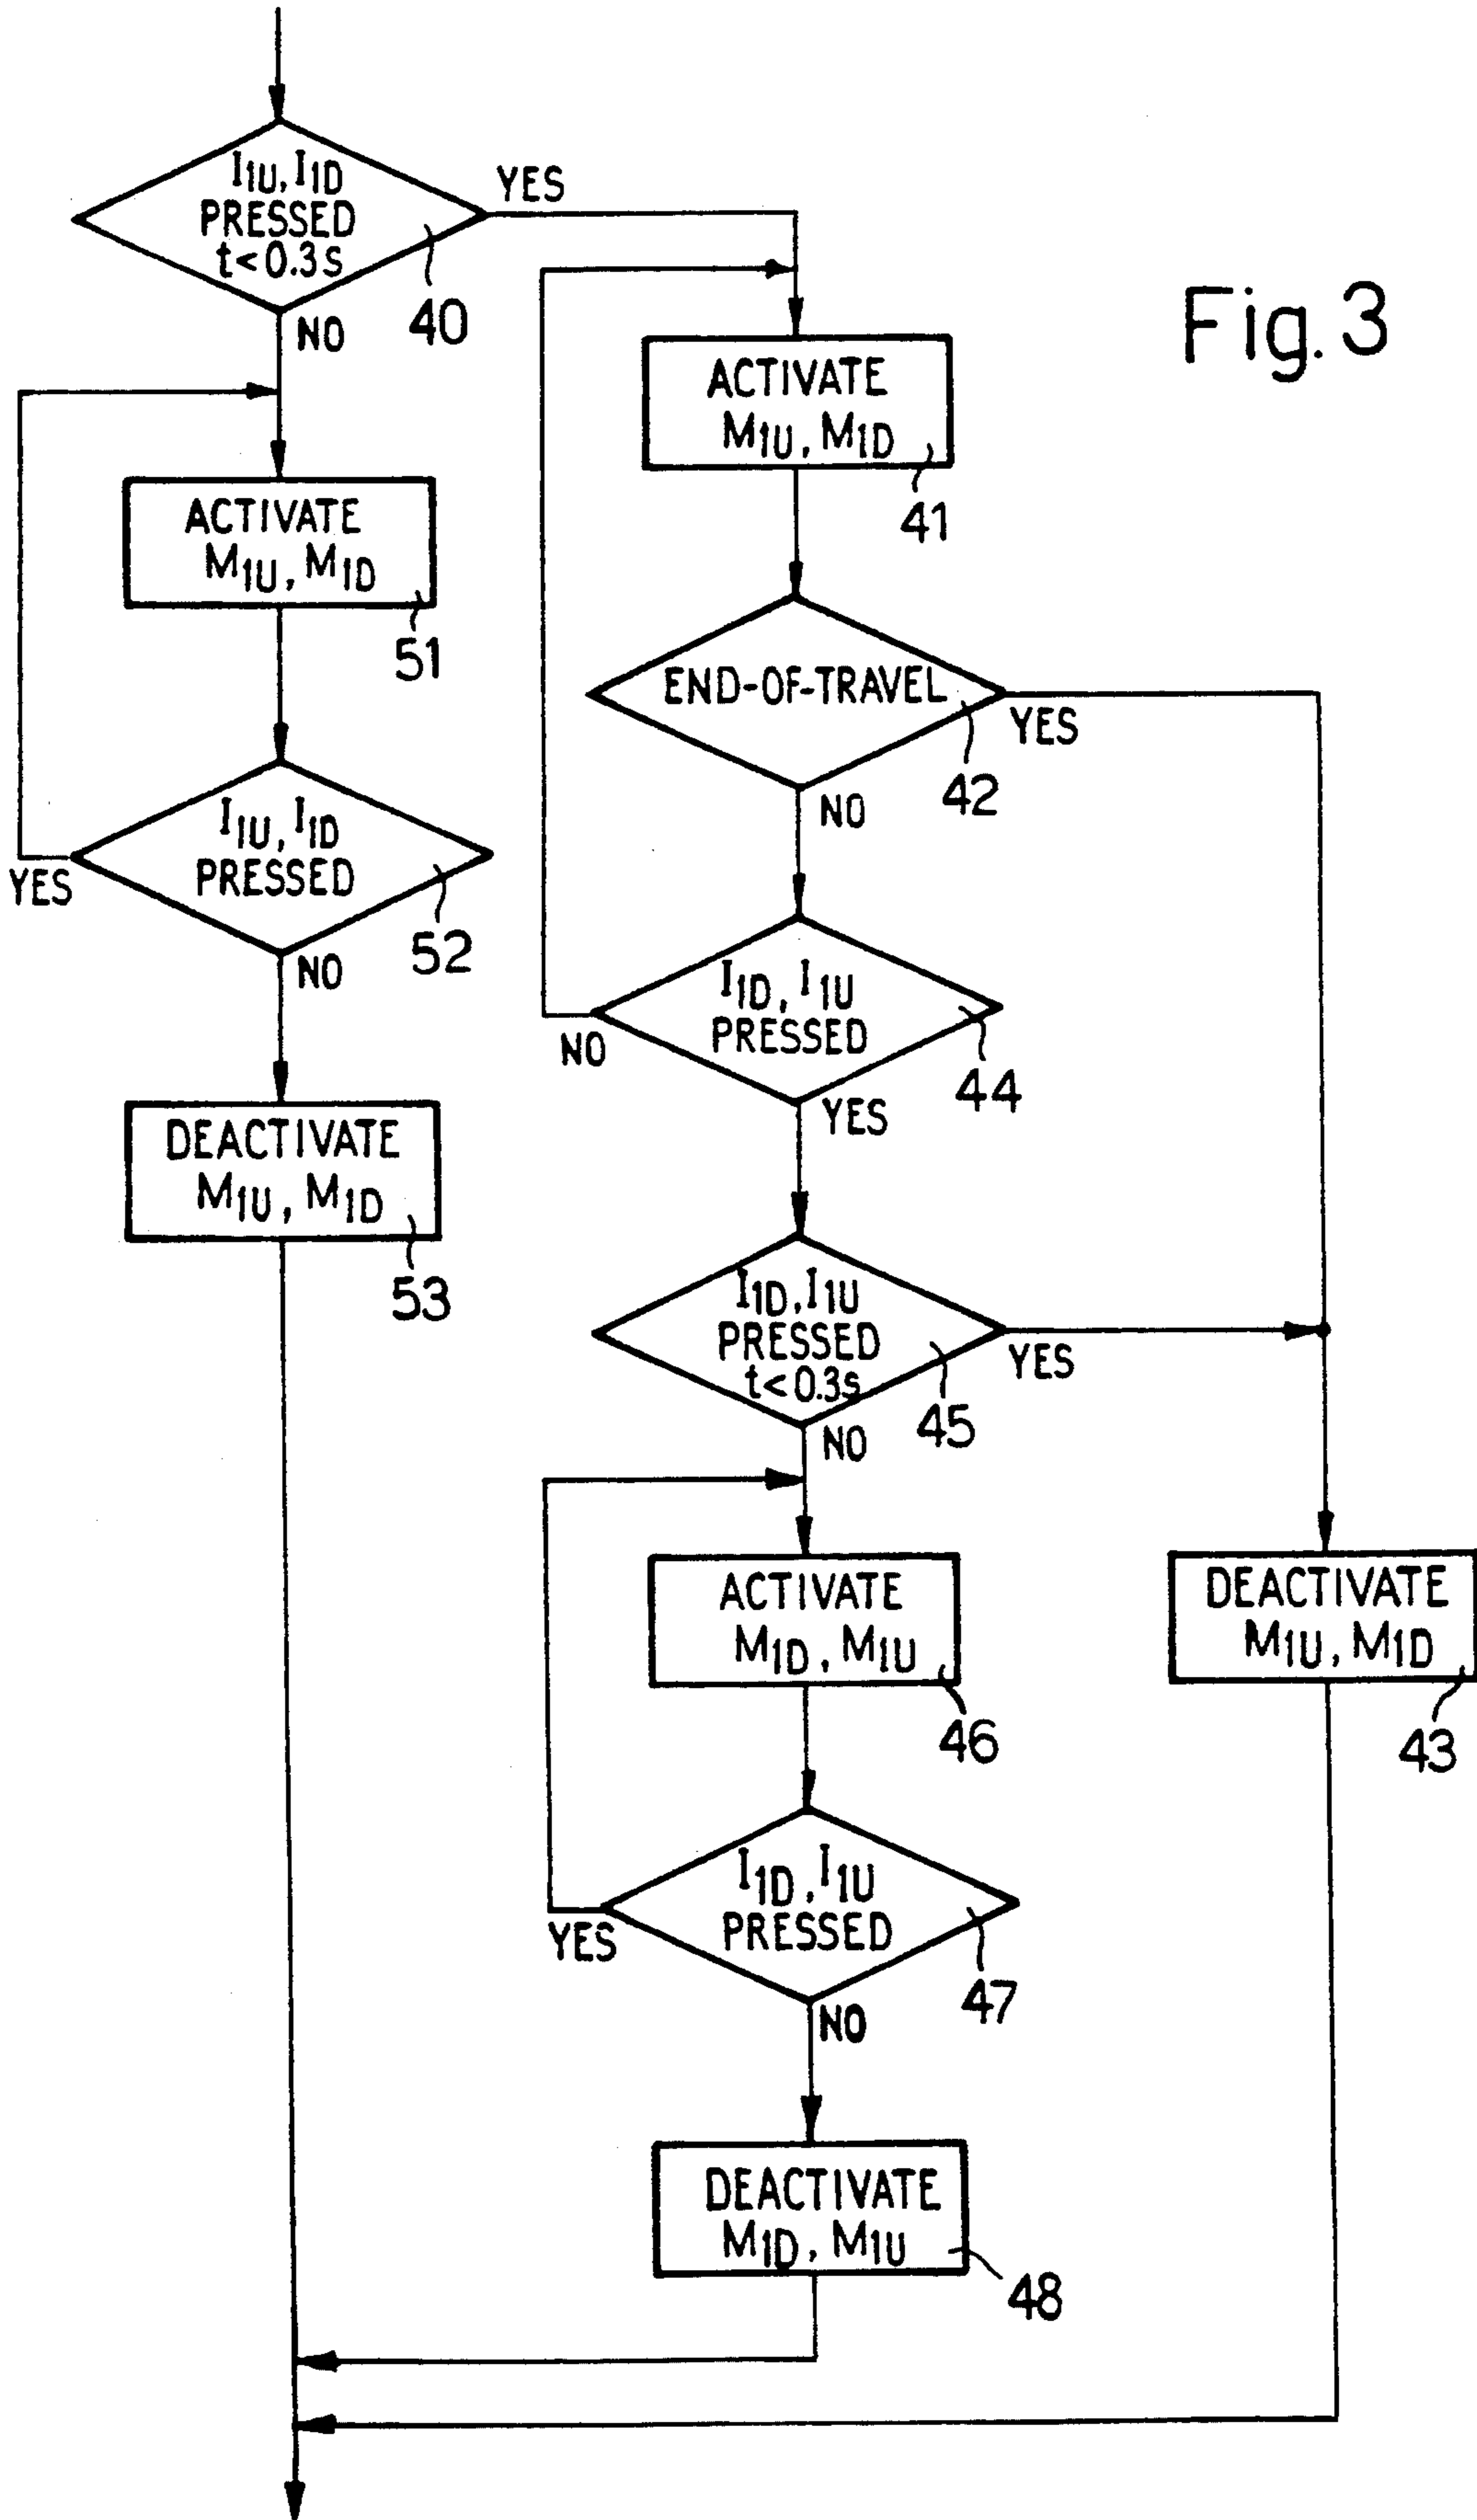 I1U, I1D
PRESSED
t<0.3s
YES
40
NO
Fig. 3
ACTIVATE
M1U, M1D
41
ACTIVATE
M1U, M1D
51
END-OF-TRAVEL
YES
42
NO
I1U, I1D
PRESSED
YES
52
NO
I1D, I1U
PRESSED
NO
44
YES
DEACTIVATE
M1U, M1D
53
I1D, I1U
PRESSED
t<0.3s
YES
45
NO
ACTIVATE
M1D, M1U
46
DEACTIVATE
M1U, M1D
43
I1D, I1U
PRESSED
YES
47
NO
DEACTIVATE
M1D, M1U
48